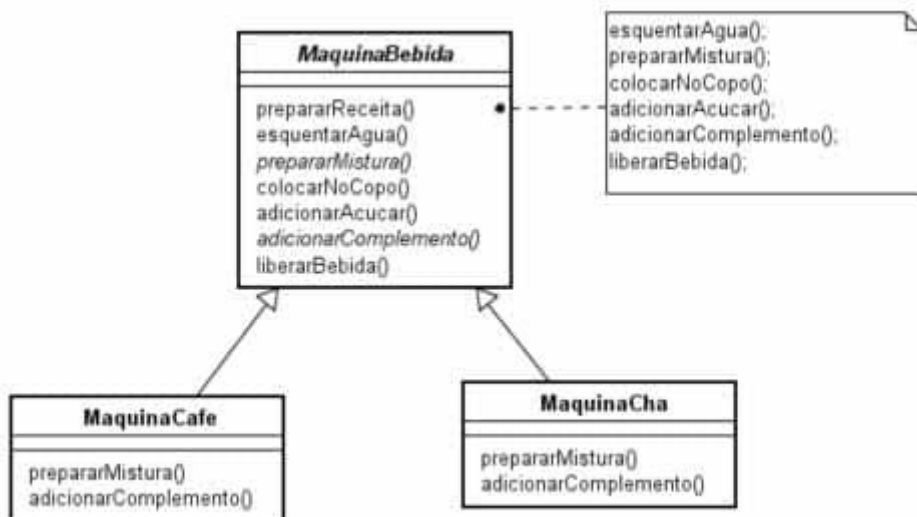 MaquinaBebida
prepararReceita()
esquentarAgua()
prepararMistura()
colocarNoCopo()
adicionarAcucar()
adicionarComplemento()
liberarBebida()
esquentarAgua();
prepararMistura();
colocarNoCopo();
adicionarAcucar();
adicionarComplemento();
liberarBebida();
MaquinaCafe
prepararMistura()
adicionarComplemento()
MaquinaCha
prepararMistura()
adicionarComplemento()